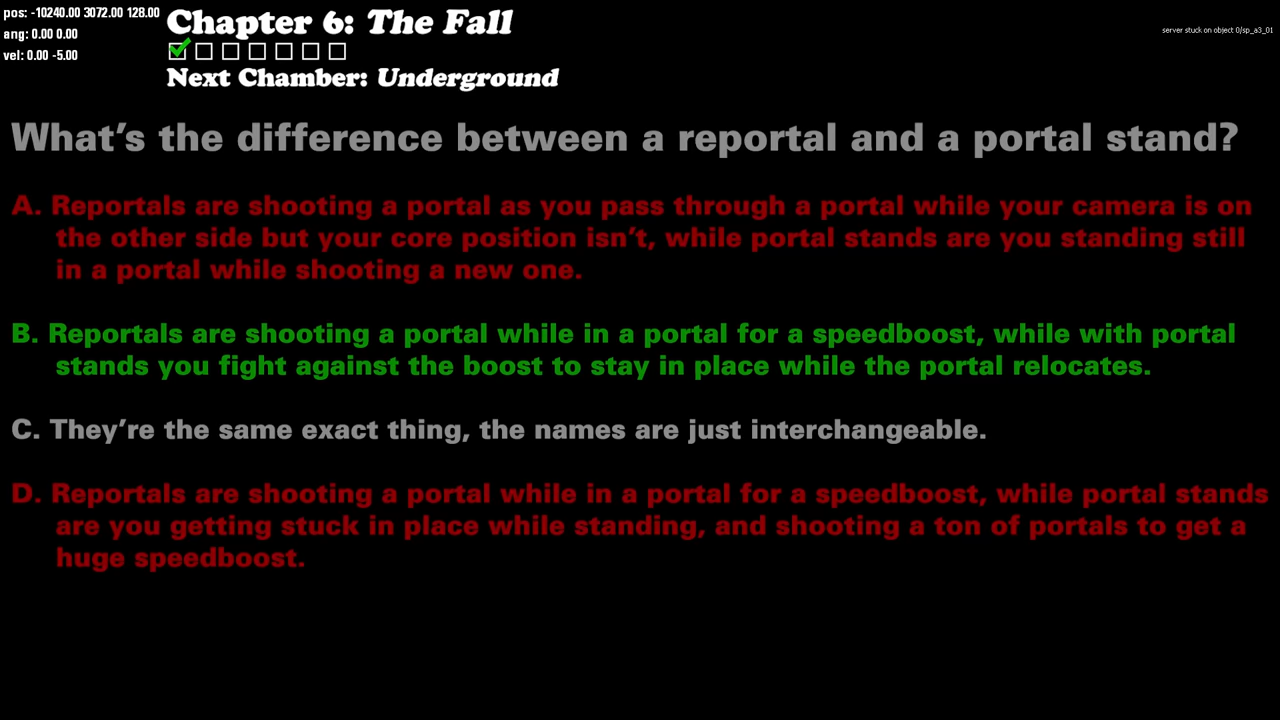 pos: -10240.00 3072.00 128.00
ang: 0.00 0.00
vel: 0.00 -5.00
Chapter 6: The Fall
Next Chamber: Underground
server stuck on object 0/sp_a3_01
What's the difference between a reportal and a portal stand?
A. Reportals are shooting a portal as you pass through a portal while your camera is on
the other side but your core position isn't, while portal stands are you standing still
in a portal while shooting a new one.
B. Reportals are shooting a portal while in a portal for a speedboost, while with portal
stands you fight against the boost to stay in place while the portal relocates.
C. They're the same exact thing, the names are just interchangeable.
D. Reportals are shooting a portal while in a portal for a speedboost, while portal stands
are you getting stuck in place while standing, and shooting a ton of portals to get a
huge speedboost.